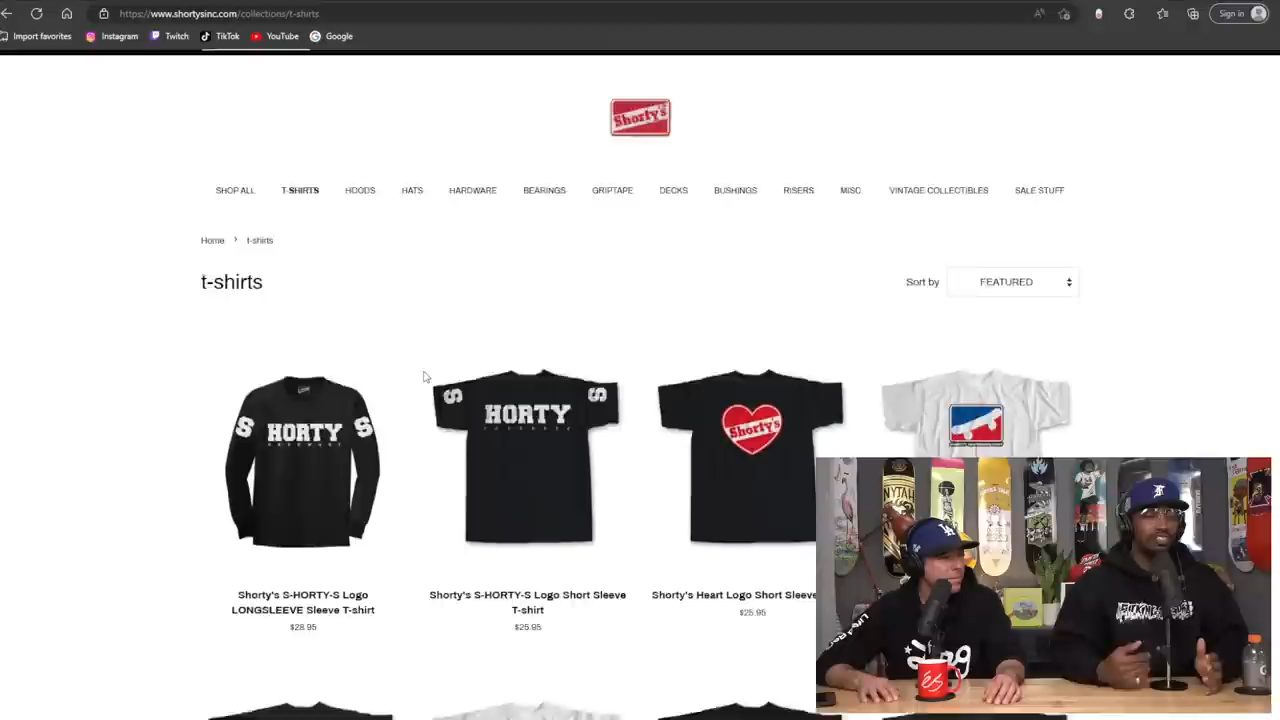 https://www.shortysinc.com/collections/t-shirts
Sign in
Import favorites
Instagram
Twitch
TikTok
YouTube
Google
Shorty's
SHOP ALL
T-SHIRTS
HOODS
HATS
HARDWARE
BEARINGS
GRIPTAPE
DECKS
BUSHINGS
RISERS
MISC.
VINTAGE COLLECTIBLES
SALE STUFF
Home › t-shirts
t-shirts
Sort by
FEATURED
S HORTY S
S HORTY S
Shorty's
Shorty's S-HORTY-S Logo
LONGSLEEVE Sleeve T-shirt
$28.95
Shorty's S-HORTY-S Logo Short Sleeve
T-shirt
$25.95
Shorty's Heart Logo Short Sleeve
$25.95
LA
F
és
G